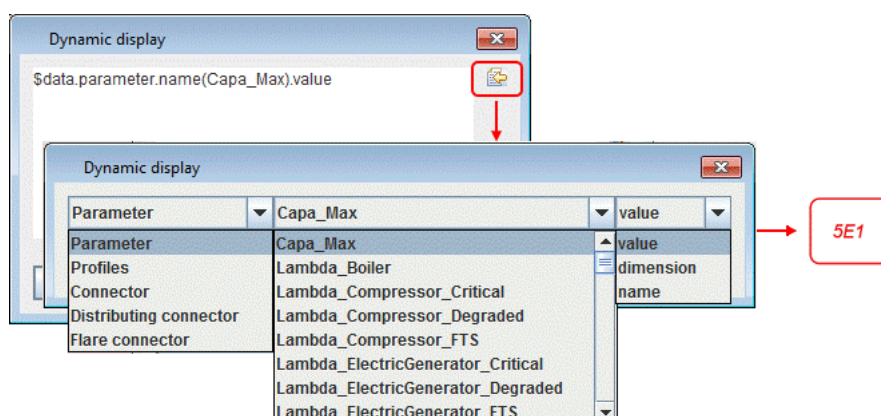 Dynamic display
$data.parameter.name(Capa_Max).value
Dynamic display
Parameter Capa_Max value
5E1
Parameter Capa_Max value
Profiles Lambda_Boiler dimension
Connector Lambda_Compressor_Critical name
Distributing connector Lambda_Compressor_Degraded
Flare connector Lambda_Compressor_FTS
Lambda_ElectricGenerator_Critical
Lambda_ElectricGenerator_Degraded
Lambda_ElectricGenerator_FTS